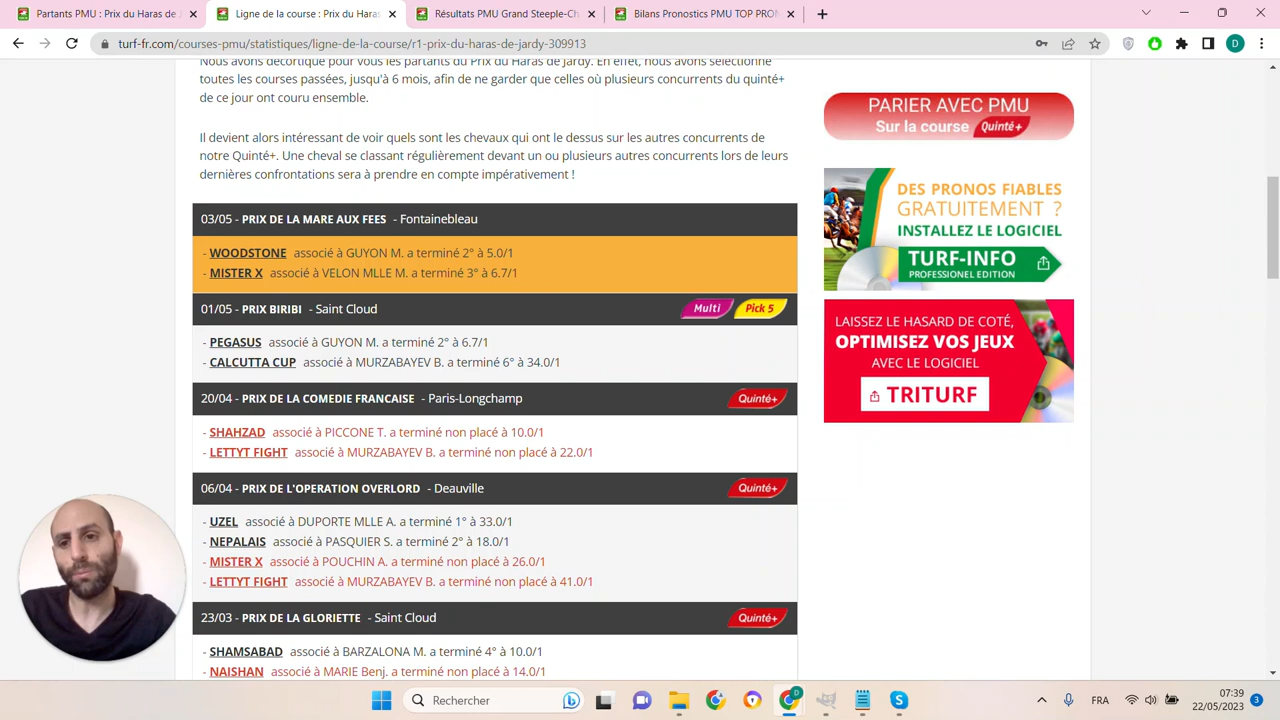 Partants PMU : Prix du Haras de J
Ligne de la course : Prix du Haras
Résultats PMU Grand Steeple-Ch
Bilans Pronostics PMU TOP PRON
turf-fr.com/courses-pmu/statistiques/ligne-de-la-course/r1-prix-du-haras-de-jardy-309913
D
Nous avons décortiqué pour vous les partants du Prix du Haras de Jardy. En effet, nous avons sélectionné
toutes les courses passées, jusqu'à 6 mois, afin de ne garder que celles où plusieurs concurrents du quinté+
de ce jour ont couru ensemble.
Il devient alors intéressant de voir quels sont les chevaux qui ont le dessus sur les autres concurrents de
notre Quinté+. Une cheval se classant régulièrement devant un ou plusieurs autres concurrents lors de leurs
dernières confrontations sera à prendre en compte impérativement !
03/05 - PRIX DE LA MARE AUX FEES - Fontainebleau
- WOODSTONE associé à GUYON M. a terminé 2° à 5.0/1
- MISTER X associé à VELON MLLE M. a terminé 3° à 6.7/1
01/05 - PRIX BIRIBI - Saint Cloud Multi Pick 5
- PEGASUS associé à GUYON M. a terminé 2° à 6.7/1
- CALCUTTA CUP associé à MURZABAYEV B. a terminé 6° à 34.0/1
20/04 - PRIX DE LA COMEDIE FRANCAISE - Paris-Longchamp Quinté+
- SHAHZAD associé à PICCONE T. a terminé non placé à 10.0/1
- LETTYT FIGHT associé à MURZABAYEV B. a terminé non placé à 22.0/1
06/04 - PRIX DE L'OPERATION OVERLORD - Deauville Quinté+
- UZEL associé à DUPORTE MLLE A. a terminé 1° à 33.0/1
- NEPALAIS associé à PASQUIER S. a terminé 2° à 18.0/1
- MISTER X associé à POUCHIN A. a terminé non placé à 26.0/1
- LETTYT FIGHT associé à MURZABAYEV B. a terminé non placé à 41.0/1
23/03 - PRIX DE LA GLORIETTE - Saint Cloud Quinté+
- SHAMSABAD associé à BARZALONA M. a terminé 4° à 10.0/1
- NAISHAN associé à MARIE Benj. a terminé non placé à 14.0/1
PARIER AVEC PMU
Sur la course Quinté+
DES PRONOS FIABLES
GRATUITEMENT ?
INSTALLEZ LE LOGICIEL
TURF-INFO
PROFESSIONEL EDITION
LAISSEZ LE HASARD DE COTÉ,
OPTIMISEZ VOS JEUX
AVEC LE LOGICIEL
TRITURF
Rechercher
D
FRA
07:39
22/05/2023
3